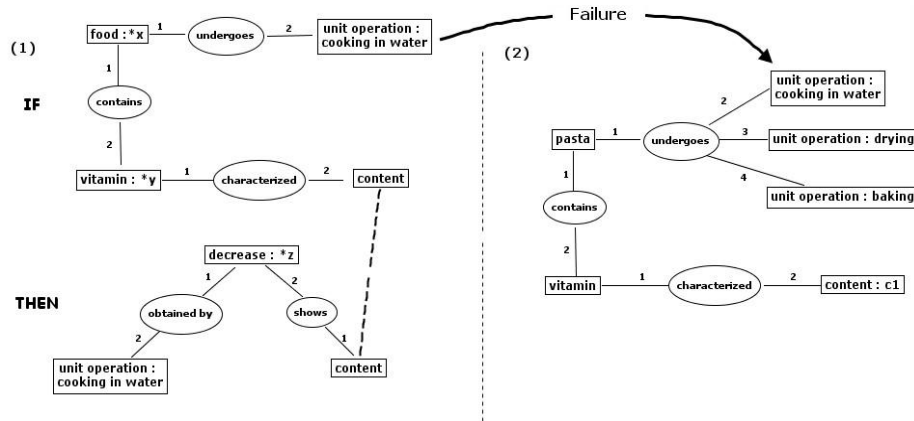 Failure
(1)
food : *x
1
undergoes
2
unit operation :
cooking in water
1
IF
contains
2
vitamin : *y
1
characterized
2
content
decrease : *z
1
2
THEN
obtained by
shows
2
1
unit operation :
cooking in water
content
(2)
unit operation :
cooking in water
2
pasta
1
undergoes
3
unit operation : drying
4
unit operation : baking
1
contains
2
vitamin
1
characterized
2
content : c1